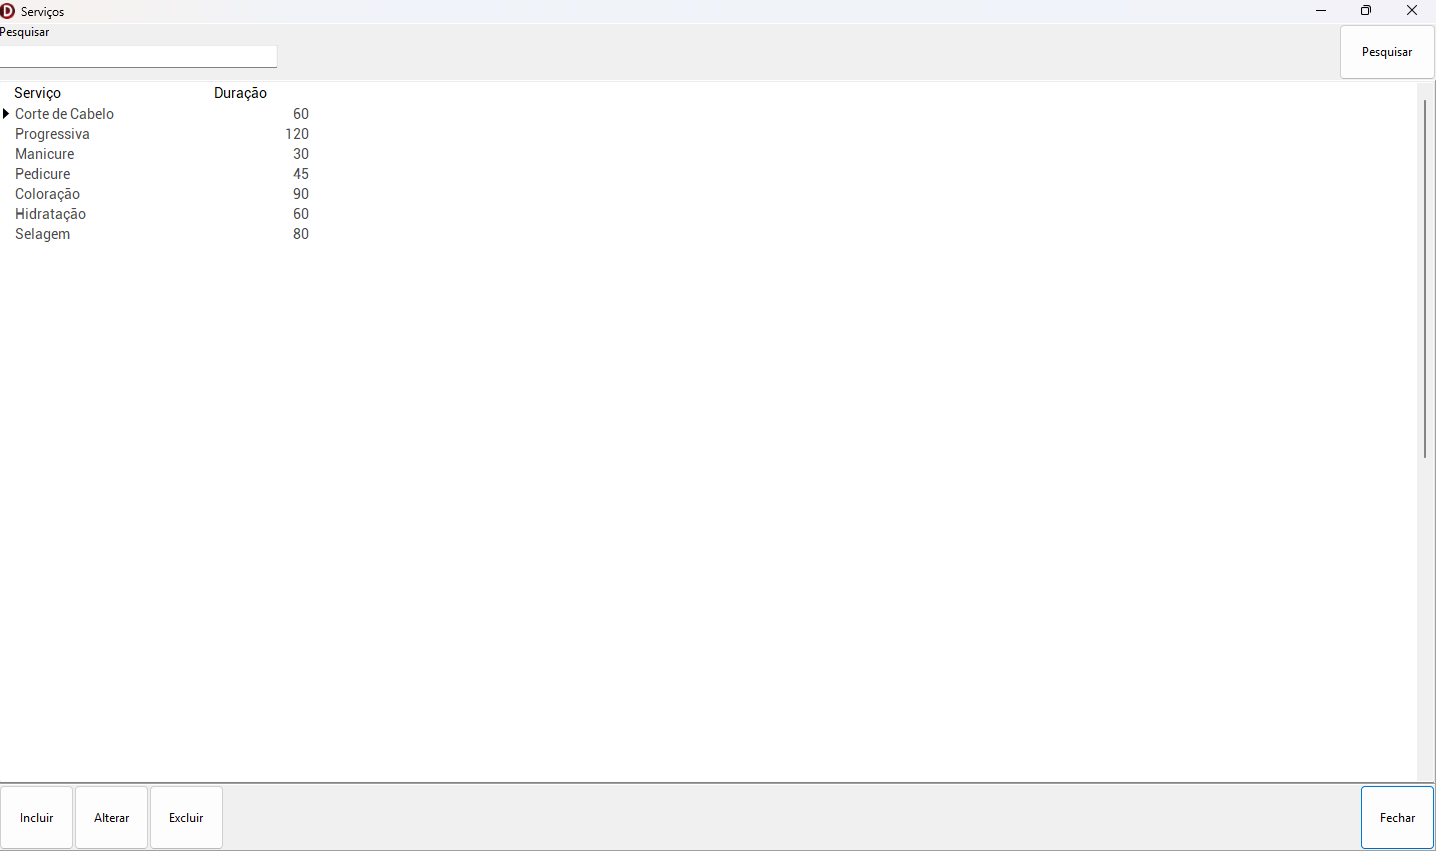 Serviços
Pesquisar
Pesquisar
Serviço Duração
Corte de Cabelo 60
Progressiva 120
Manicure 30
Pedicure 45
Coloração 90
Hidratação 60
Selagem 80
Incluir Alterar Excluir Fechar